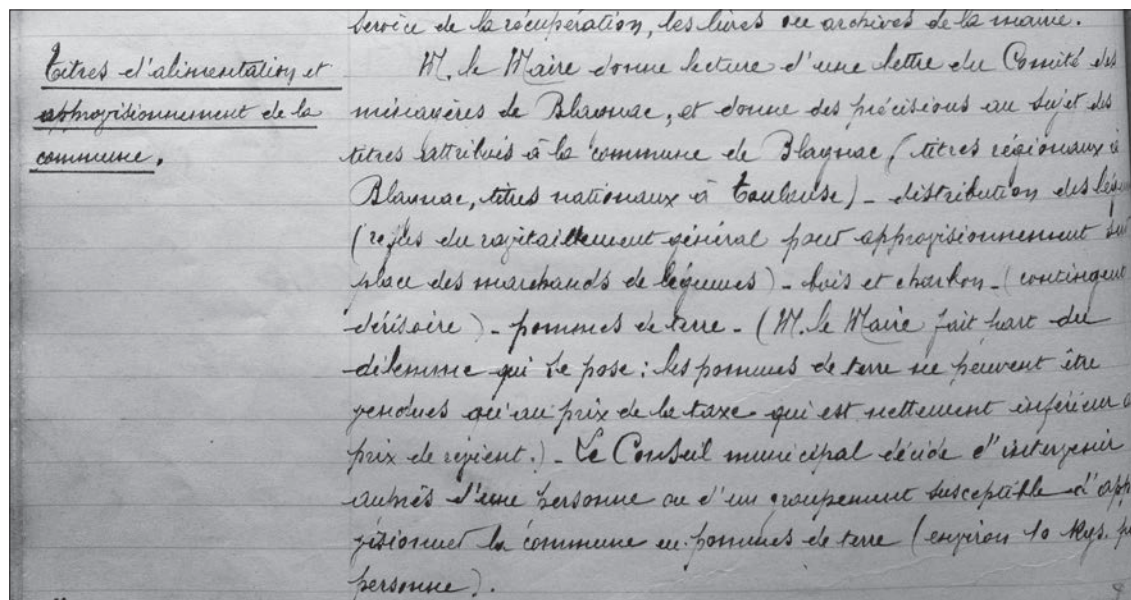 service de la récupération, les livres ou archives de la mairie.
Titres d'alimentation et
approvisionnement de la
commune.
M. le Maire donne lecture d'une lettre du Comité des
ménagères de Blagnac, et donne des précisions au sujet des
titres attribués à la commune de Blagnac, (titres régionaux à
Blagnac, titres nationaux à Toulouse) _ distribution des légu
(refus du ravitaillement général pour approvisionnement sur
place des marchands de légumes) _ bois et charbon _ (contingent
dérisoire) _ pommes de terre _ (M. le Maire fait part du
dilemme qui se pose : les pommes de terre ne peuvent être
vendues qu'au prix de la taxe qui est nettement inférieur a
prix de revient.) _ Le Conseil municipal décide d'intervenir
auprès d'une personne ou d'un groupement susceptible d'app
visionner la commune en pommes de terre (environ 10 kgs. p
personne).